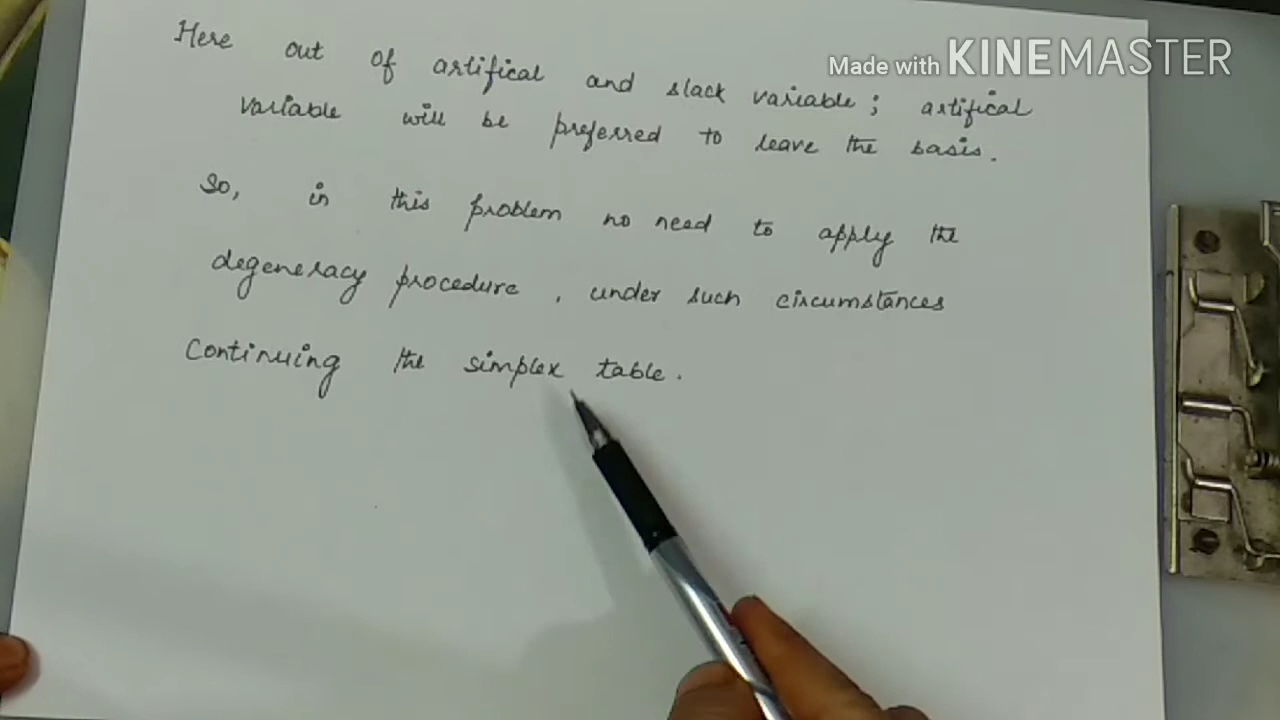 Made with KINEMASTER
Here out of artifical and slack variable; artifical
variable will be preferred to leave the basis.
So, in this problem no need to apply the
degeneracy procedure, under such circumstances
Continuing the simplex table.